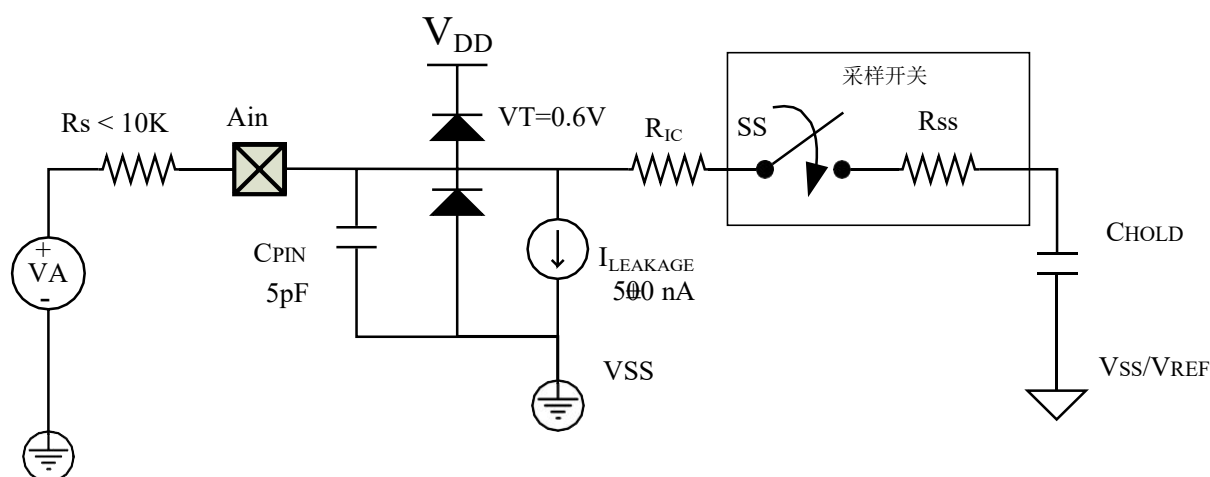 VDD
采样开关
Rs < 10K
Ain
VT=0.6V
RIC
SS
Rss
CHOLD
+
VA
-
CPIN
5pF
ILEAKAGE
500 nA
VSS
VSS/VREF